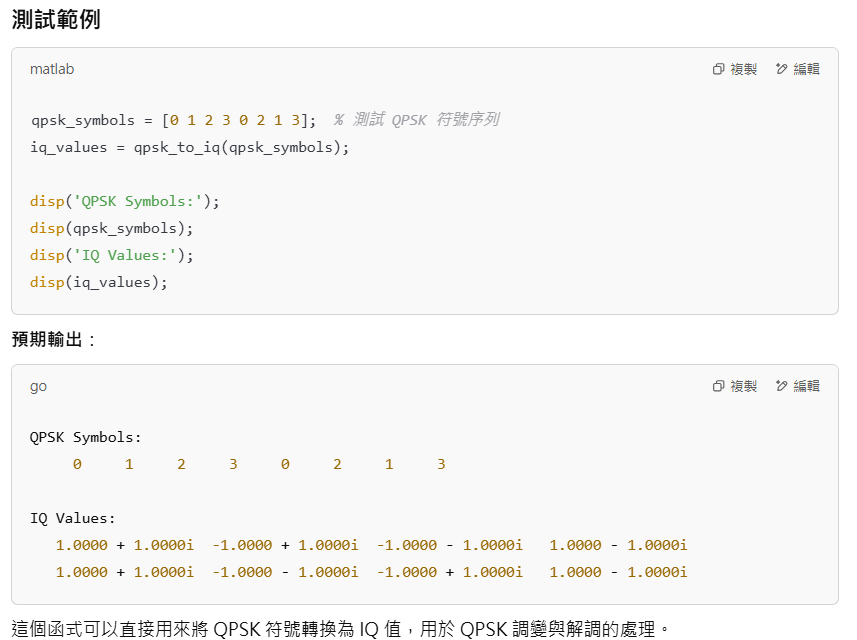 測試範例
matlab 複製 編輯
qpsk_symbols = [0 1 2 3 0 2 1 3];  % 測試 QPSK 符號序列
iq_values = qpsk_to_iq(qpsk_symbols);
disp('QPSK Symbols:');
disp(qpsk_symbols);
disp('IQ Values:');
disp(iq_values);
預期輸出：
go 複製 編輯
QPSK Symbols:
     0     1     2     3     0     2     1     3
IQ Values:
   1.0000 + 1.0000i  -1.0000 + 1.0000i  -1.0000 - 1.0000i   1.0000 - 1.0000i
   1.0000 + 1.0000i  -1.0000 - 1.0000i  -1.0000 + 1.0000i   1.0000 - 1.0000i
這個函式可以直接用來將 QPSK 符號轉換為 IQ 值，用於 QPSK 調變與解調的處理。